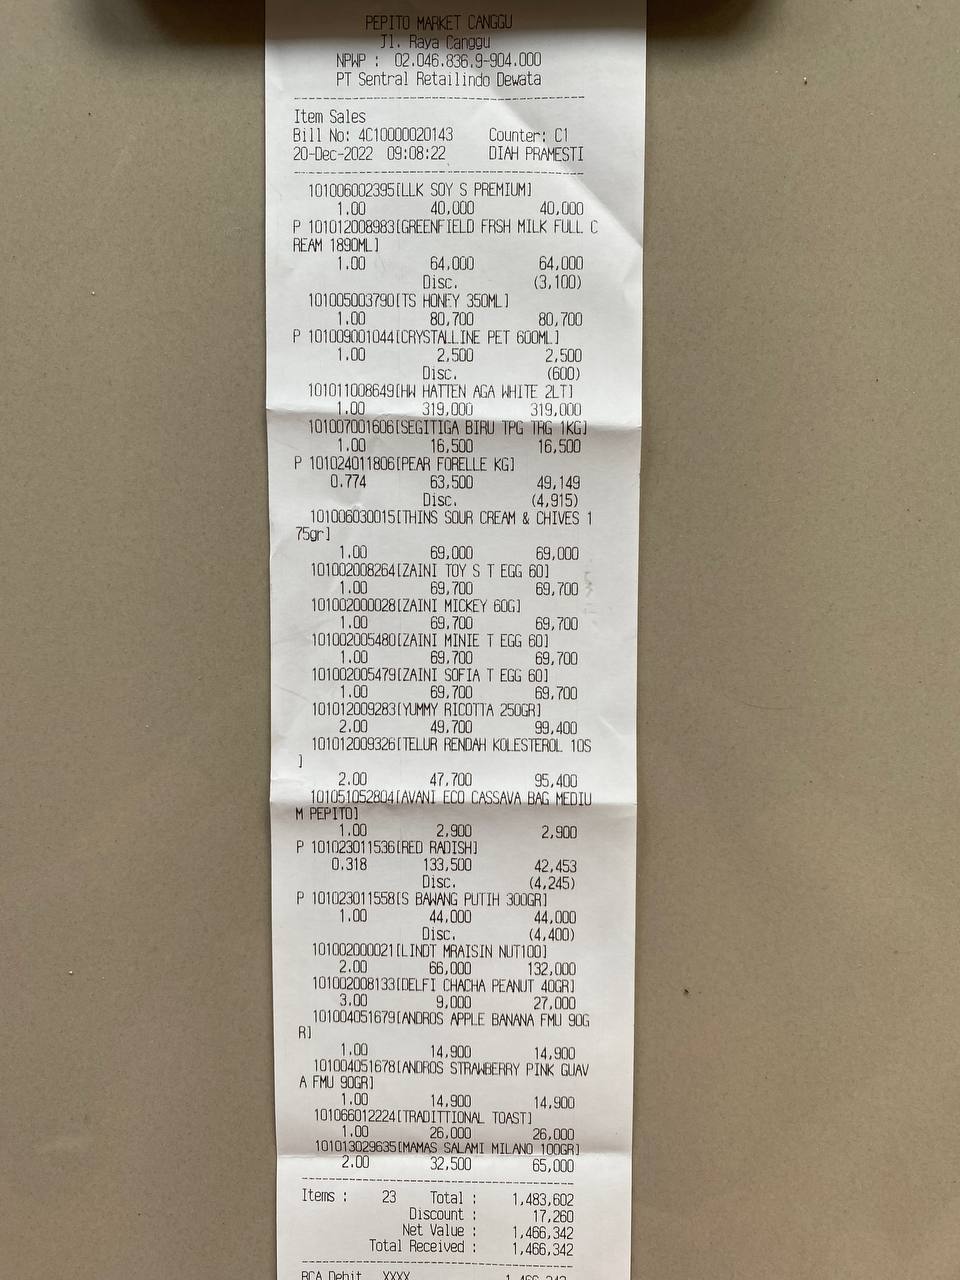 PEPITO MARKET CANGGU
Jl. Raya Canggu
NPWP : 02.046.836.9-904.000
PT Sentral Retailindo Dewata
Item Sales
Bill No: 4C10000020143 Counter: C1
20-Dec-2022 09:08:22 DIAH PRAMESTI
101006002395[LLK SOY S PREMIUM]
1.00 40,000 40,000
P 101012008983[GREENFIELD FRSH MILK FULL C
REAM 1890ML]
1.00 64,000 64,000
Disc. (3,100)
101005003790[TS HONEY 350ML]
1.00 80,700 80,700
P 101009001044[CRYSTALLINE PET 600ML]
1.00 2,500 2,500
Disc. (600)
101011008649[HW HATTEN AGA WHITE 2LT]
1.00 319,000 319,000
101007001606[SEGITIGA BIRU TPG TRG 1KG]
1.00 16,500 16,500
P 101024011806[PEAR FORELLE KG]
0.774 63,500 49,149
Disc. (4,915)
101006030015[THINS SOUR CREAM & CHIVES 1
75gr]
1.00 69,000 69,000
101002008264[ZAINI TOY S T EGG 60]
1.00 69,700 69,700
101002000028[ZAINI MICKEY 60G]
1.00 69,700 69,700
101002005480[ZAINI MINIE T EGG 60]
1.00 69,700 69,700
101002005479[ZAINI SOFIA T EGG 60]
1.00 69,700 69,700
101012009283[YUMMY RICOTTA 250GR]
2.00 49,700 99,400
101012009326[TELUR RENDAH KOLESTEROL 10S
]
2.00 47,700 95,400
101051052804[AVANI ECO CASSAVA BAG MEDIU
M PEPITO]
1.00 2,900 2,900
P 101023011536[RED RADISH]
0.318 133,500 42,453
Disc. (4,245)
P 101023011558[S BAWANG PUTIH 300GR]
1.00 44,000 44,000
Disc. (4,400)
101002000021[LINDT MRAISIN NUT100]
2.00 66,000 132,000
101002008133[DELFI CHACHA PEANUT 40GR]
3.00 9,000 27,000
101004051679[ANDROS APPLE BANANA FMU 90G
R]
1.00 14,900 14,900
101004051678[ANDROS STRAWBERRY PINK GUAV
A FMU 90GR]
1.00 14,900 14,900
101066012224[TRADITTIONAL TOAST]
1.00 26,000 26,000
101013029635[MAMAS SALAMI MILANO 100GR]
2.00 32,500 65,000
Items : 23 Total : 1,483,602
Discount : 17,260
Net Value : 1,466,342
Total Received : 1,466,342
BCA Debit XXXX 1,466,342